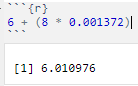 ```{r}
6 + (8 * 0.001372)
```
[1] 6.010976